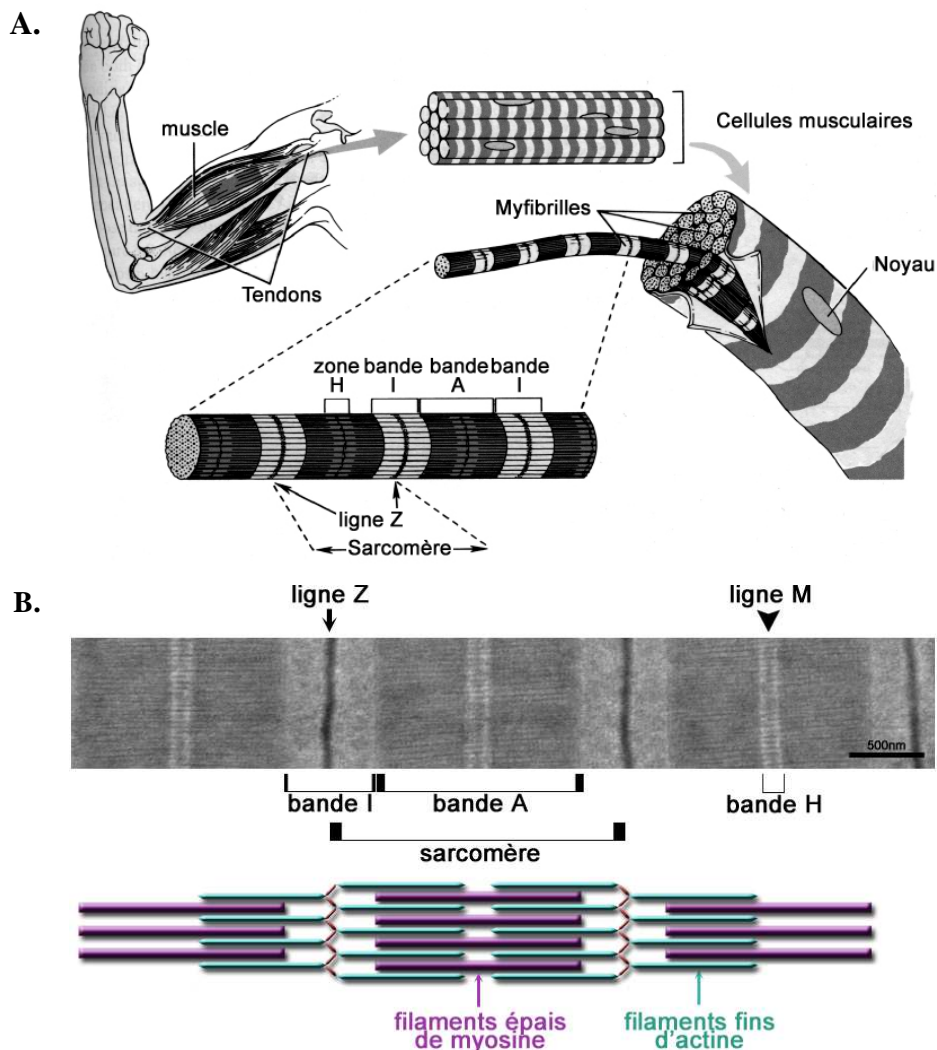 A.
muscle
Tendons
Cellules musculaires
Myfibrilles
Noyau
zone bande bande bande
H I A I
ligne Z
Sarcomère
B.
ligne Z
ligne M
500nm
bande I
bande A
bande H
sarcomère
filaments épais
de myosine
filaments fins
d'actine